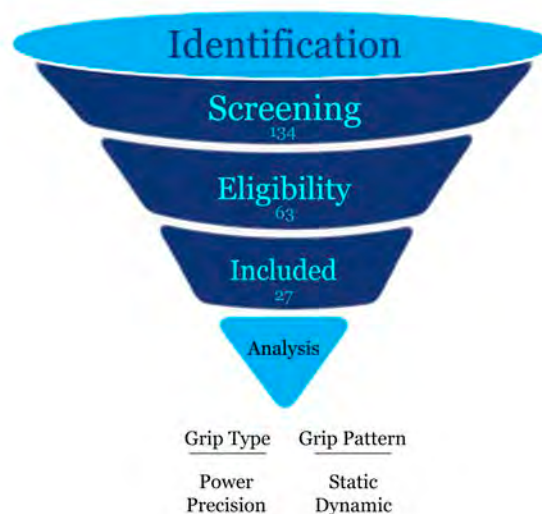 Identification
Screening
134
Eligibility
63
Included
27
Analysis
Grip Type Grip Pattern
Power Static
Precision Dynamic